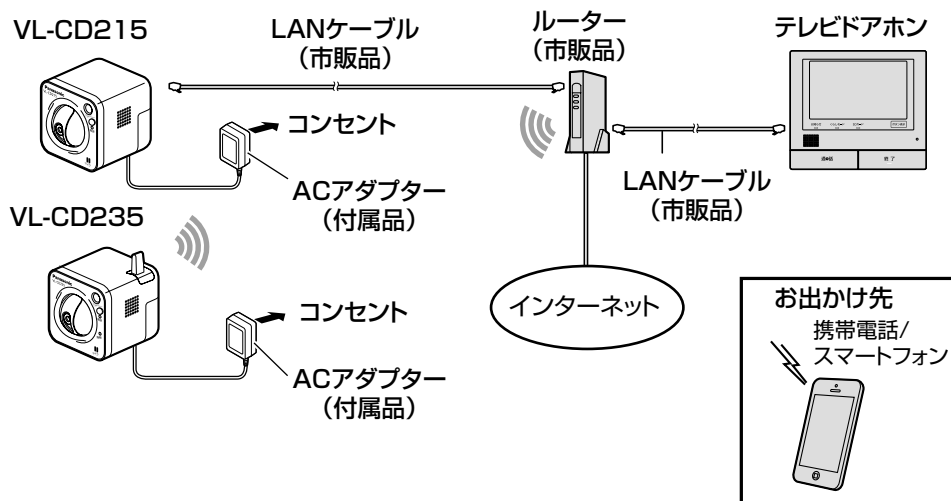 VL-CD215
LANケーブル
（市販品）
ルーター
（市販品）
テレビドアホン
Panasonic
コンセント
ACアダプター
（付属品）
LANケーブル
（市販品）
終了
VL-CD235
Panasonic
コンセント
ACアダプター
（付属品）
インターネット
お出かけ先
携帯電話/
スマートフォン